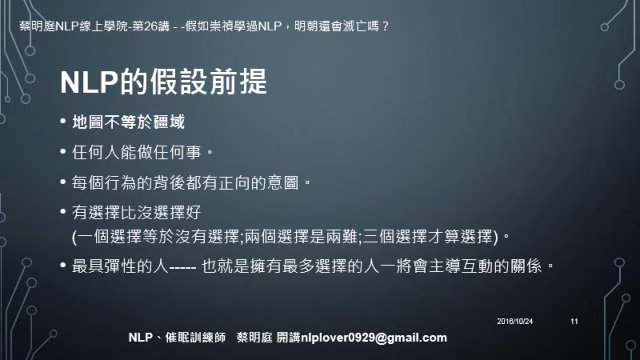 蔡明庭NLP線上學院-第26講 - -假如崇禎學過NLP，明朝還會滅亡嗎？
NLP的假設前提
• 地圖不等於疆域
• 任何人能做任何事。
• 每個行為的背後都有正向的意圖。
• 有選擇比沒選擇好
(一個選擇等於沒有選擇;兩個選擇是兩難;三個選擇才算選擇)。
• 最具彈性的人----- 也就是擁有最多選擇的人—將會主導互動的關係。
2016/10/24
11
NLP、催眠訓練師 蔡明庭 開講nlplover0929@gmail.com